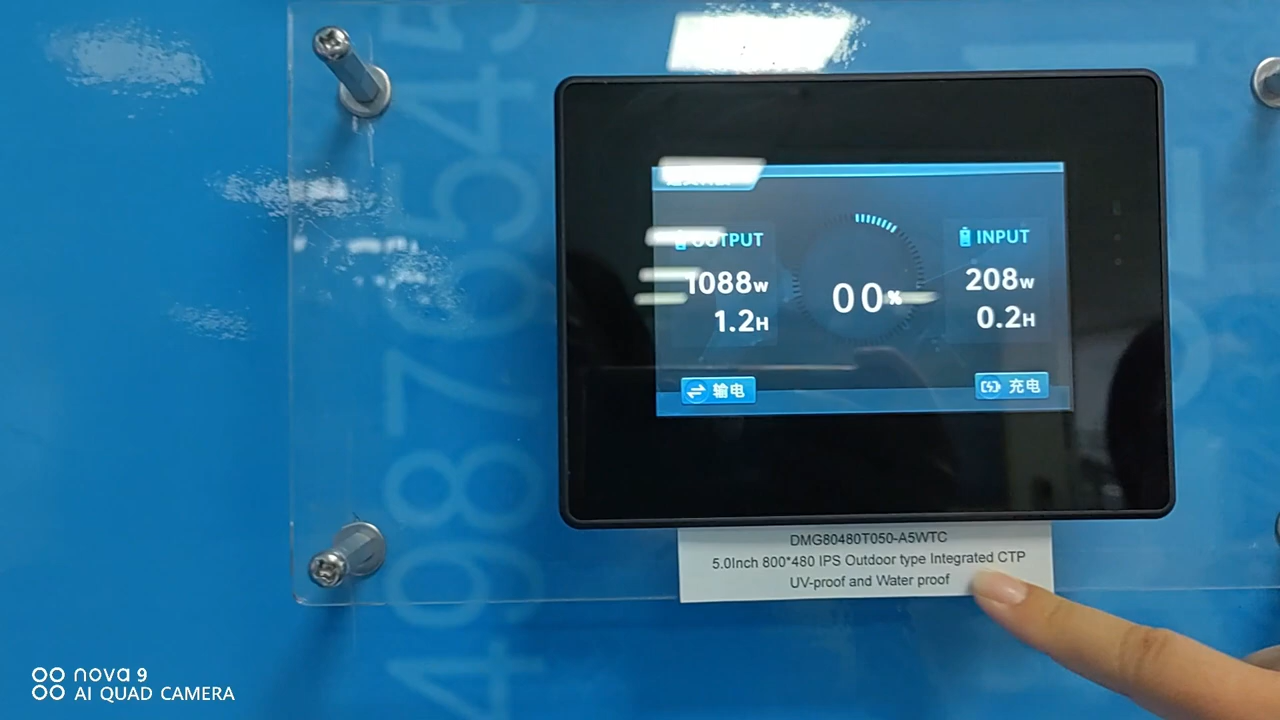 OUTPUT
1088W
1.2H
00%
INPUT
208W
0.2H
输电
充电
DMG80480T050-A5WTC
5.0Inch 800*480 IPS Outdoor type Integrated CTP
UV-proof and Water proof
nova 9
AI QUAD CAMERA